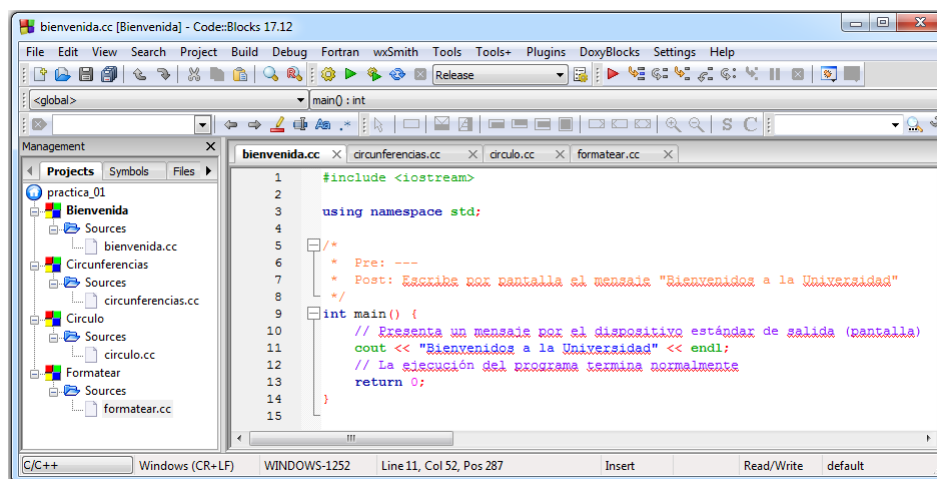 bienvenida.cc [Bienvenida] - Code::Blocks 17.12
File Edit View Search Project Build Debug Fortran wxSmith Tools Tools+ Plugins DoxyBlocks Settings Help
Release
<global>
main() : int
S C
Management
Projects Symbols Files
practica_01
Bienvenida
Sources
bienvenida.cc
Circunferencias
Sources
circunferencias.cc
Circulo
Sources
circulo.cc
Formatear
Sources
formatear.cc
bienvenida.cc circunferencias.cc circulo.cc formatear.cc
1 #include <iostream>
2
3 using namespace std;
4
5 /*
6 * Pre: ---
7 * Post: Escribe por pantalla el mensaje "Bienvenidos a la Universidad"
8 */
9 int main() {
10 // Presenta un mensaje por el dispositivo estándar de salida (pantalla)
11 cout << "Bienvenidos a la Universidad" << endl;
12 // La ejecución del programa termina normalmente
13 return 0;
14 }
15
C/C++ Windows (CR+LF) WINDOWS-1252 Line 11, Col 52, Pos 287 Insert Read/Write default